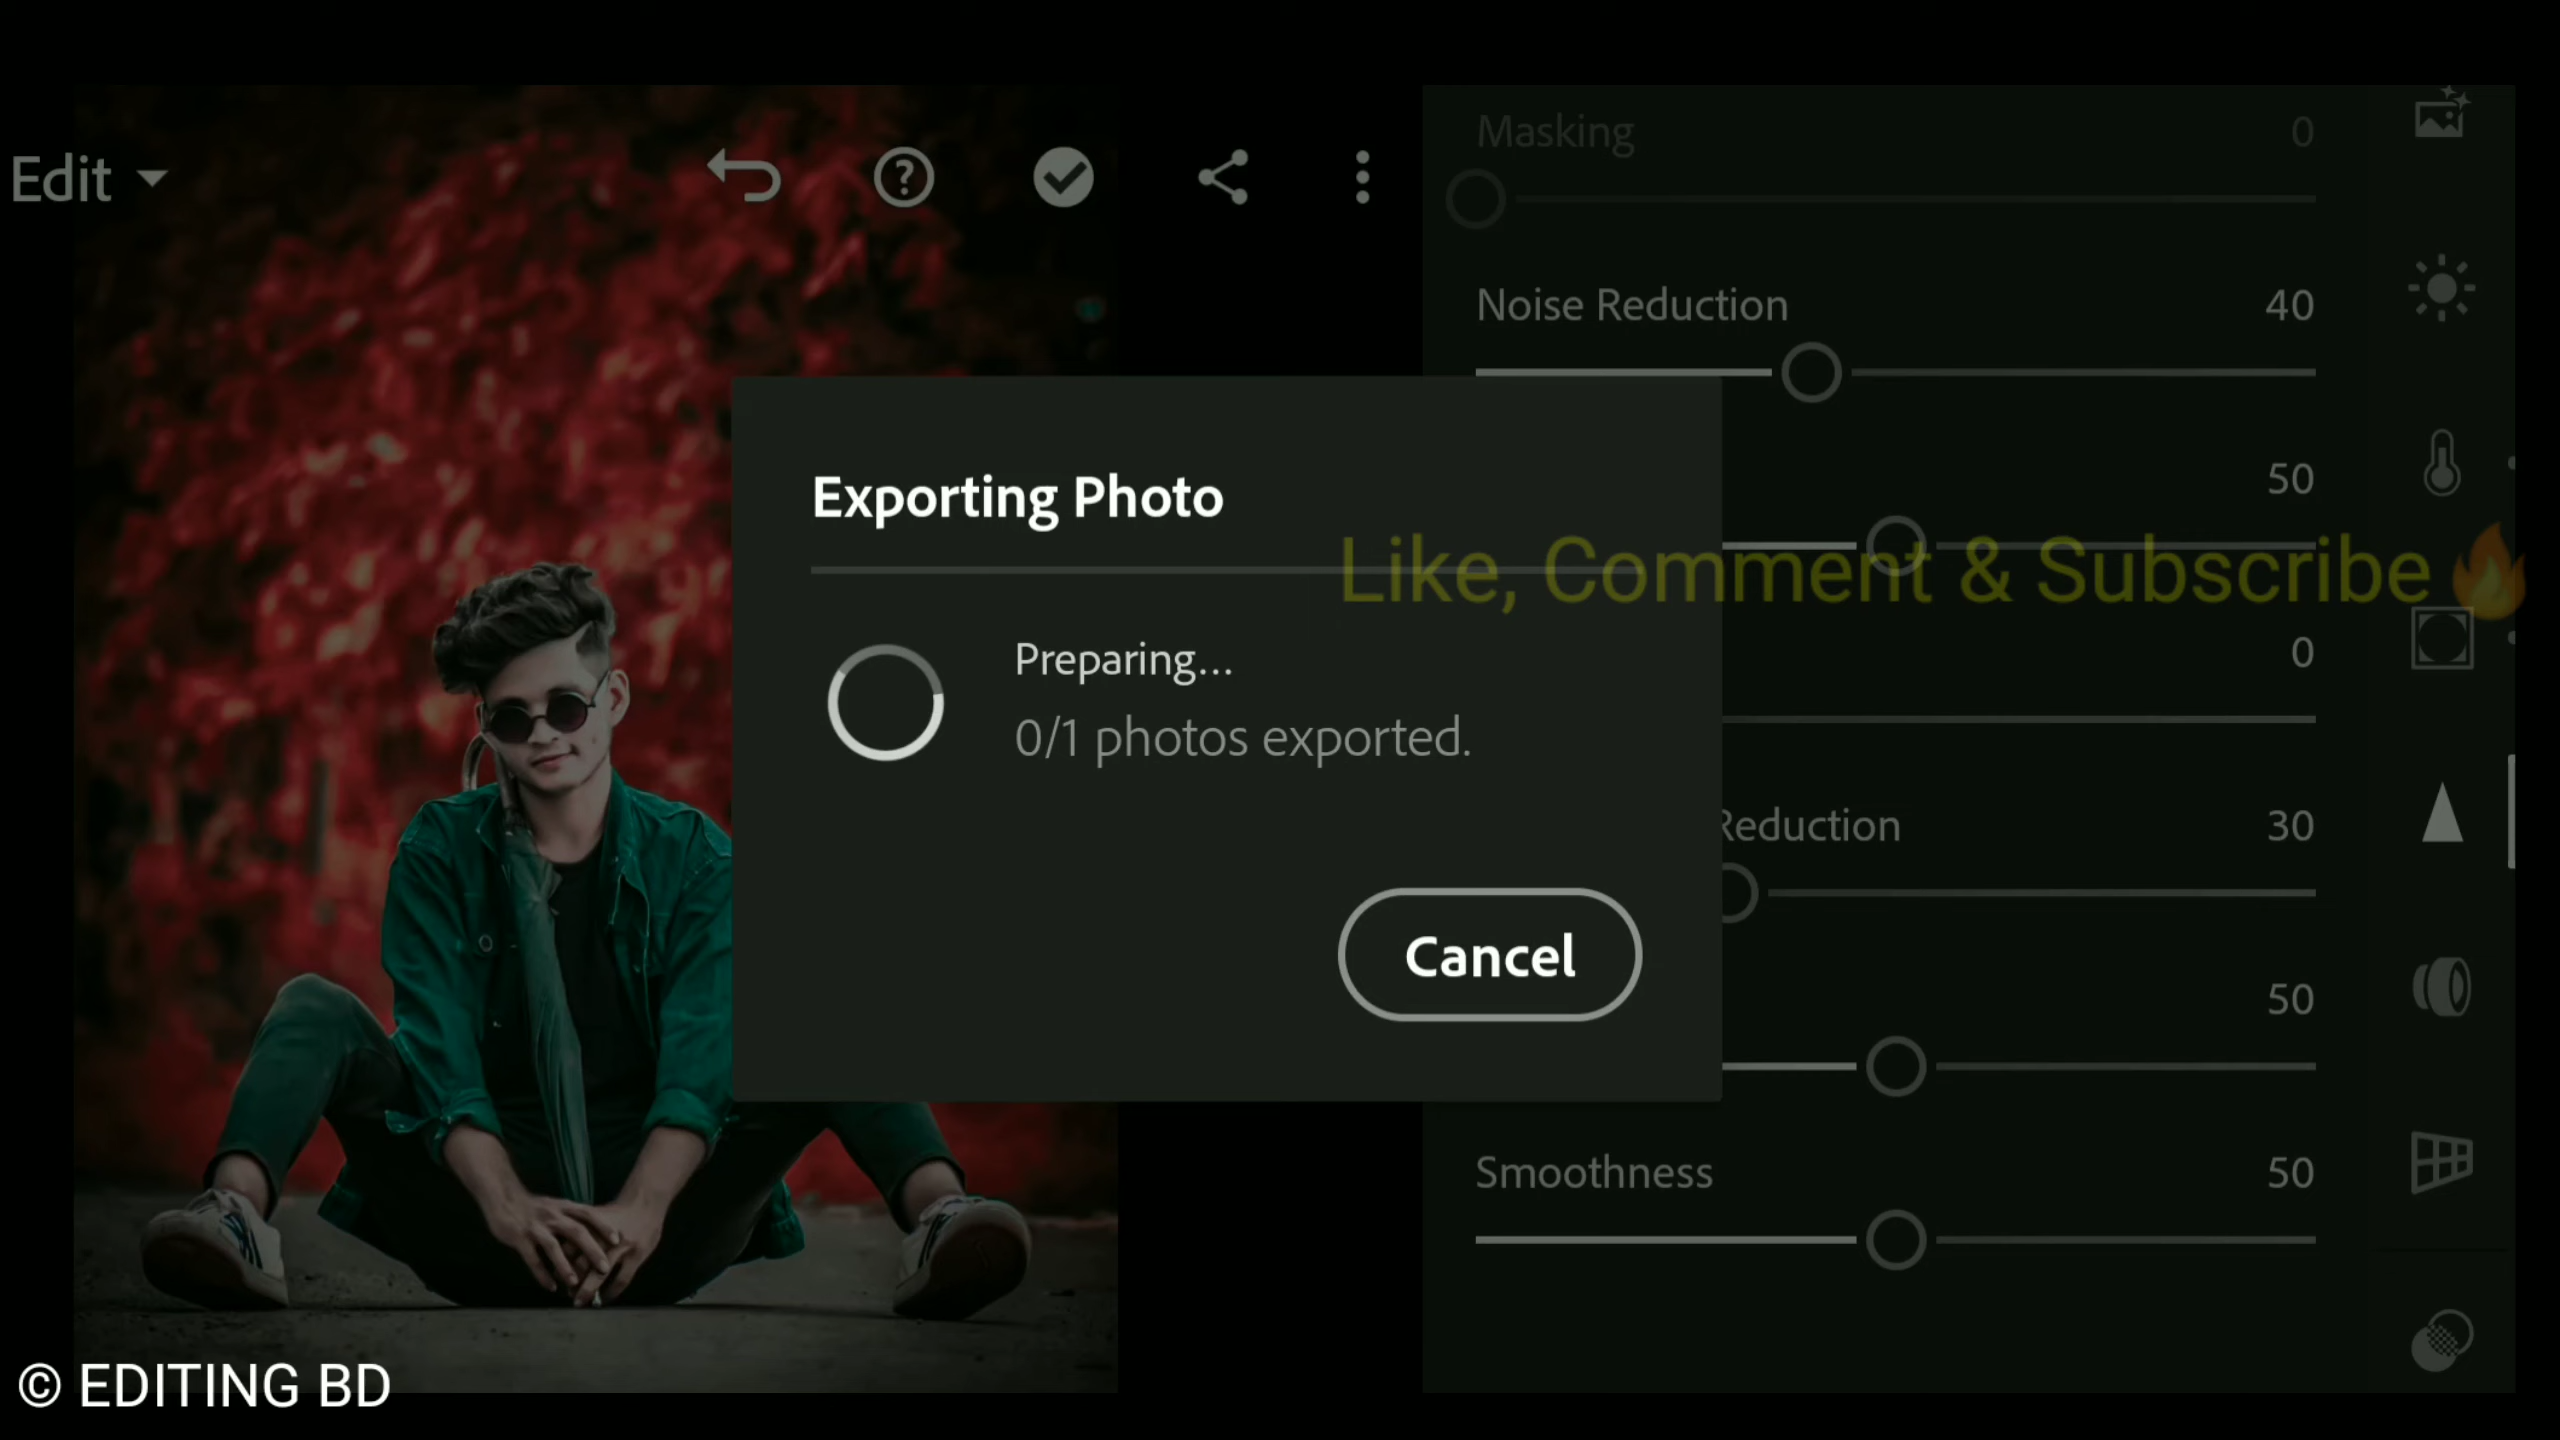 Edit
Masking 0
Noise Reduction 40
50
Exporting Photo
Like, Comment & Subscribe🔥
Preparing...
0/1 photos exported.
0
Reduction 30
Cancel
50
Smoothness 50
© EDITING BD